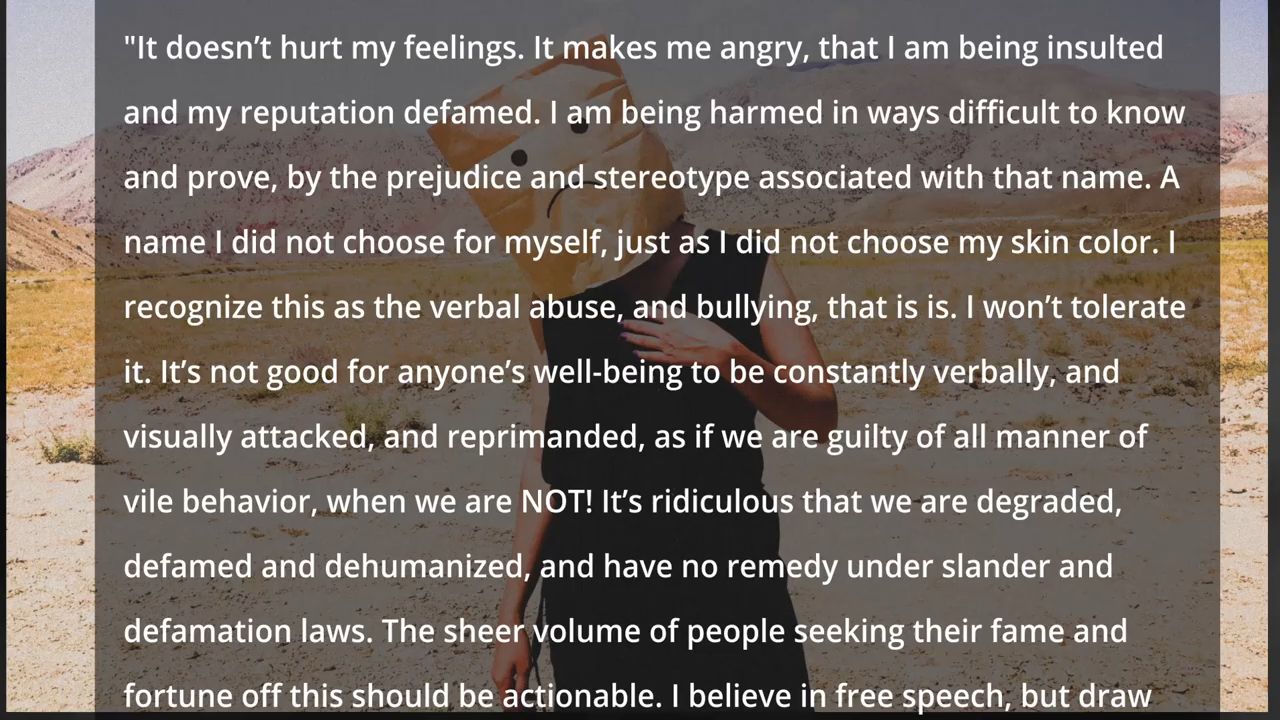 "It doesn’t hurt my feelings. It makes me angry, that I am being insulted
and my reputation defamed. I am being harmed in ways difficult to know
and prove, by the prejudice and stereotype associated with that name. A
name I did not choose for myself, just as I did not choose my skin color. I
recognize this as the verbal abuse, and bullying, that is is. I won’t tolerate
it. It’s not good for anyone’s well-being to be constantly verbally, and
visually attacked, and reprimanded, as if we are guilty of all manner of
vile behavior, when we are NOT! It’s ridiculous that we are degraded,
defamed and dehumanized, and have no remedy under slander and
defamation laws. The sheer volume of people seeking their fame and
fortune off this should be actionable. I believe in free speech, but draw